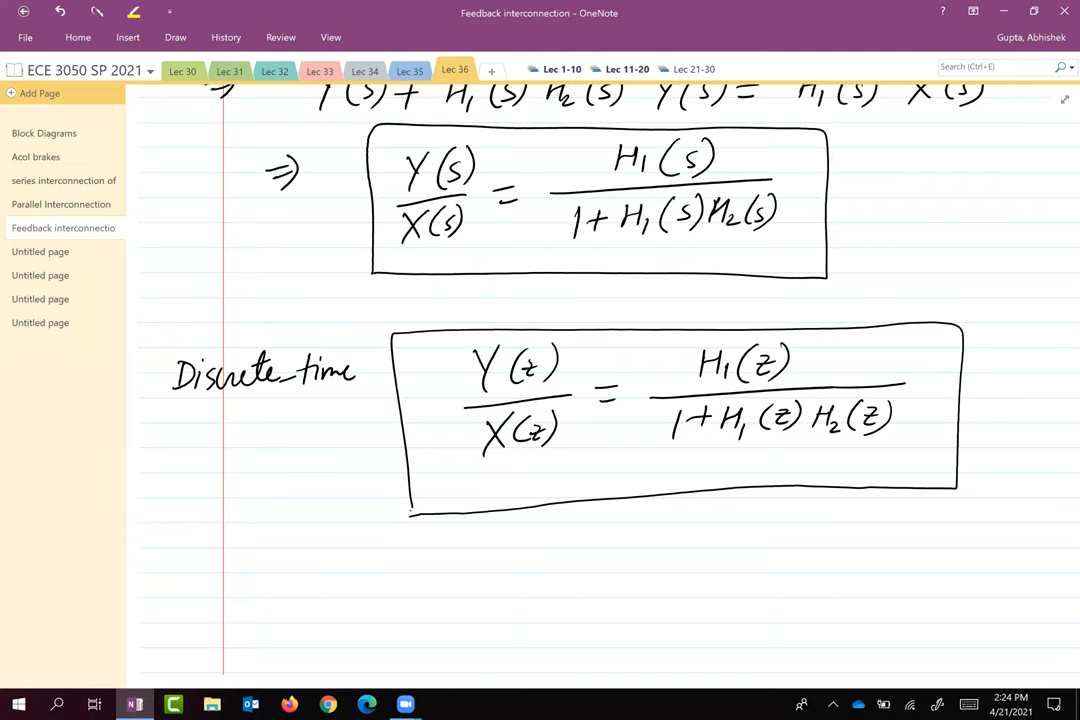 Feedback interconnection - OneNote
?
File Home Insert Draw History Review View
Gupta, Abhishek
ECE 3050 SP 2021
Lec 30 Lec 31 Lec 32 Lec 33 Lec 34 Lec 35 Lec 36 + Lec 1-10 Lec 11-20 Lec 21-30
Search (Ctrl+E)
Add Page
Block Diagrams
Acol brakes
series interconnection of
Parallel Interconnection
Feedback interconnectio
Untitled page
Untitled page
Untitled page
Untitled page
⇒ Y(s) + H₁(s) H₂(s) Y(s) = H₁(s) X(s)
⇒ Y(s)/X(s) = H₁(s)/(1+H₁(s)H₂(s))
Discrete-time Y(z)/X(z) = H₁(z)/(1+H₁(z)H₂(z))
2:24 PM
4/21/2021